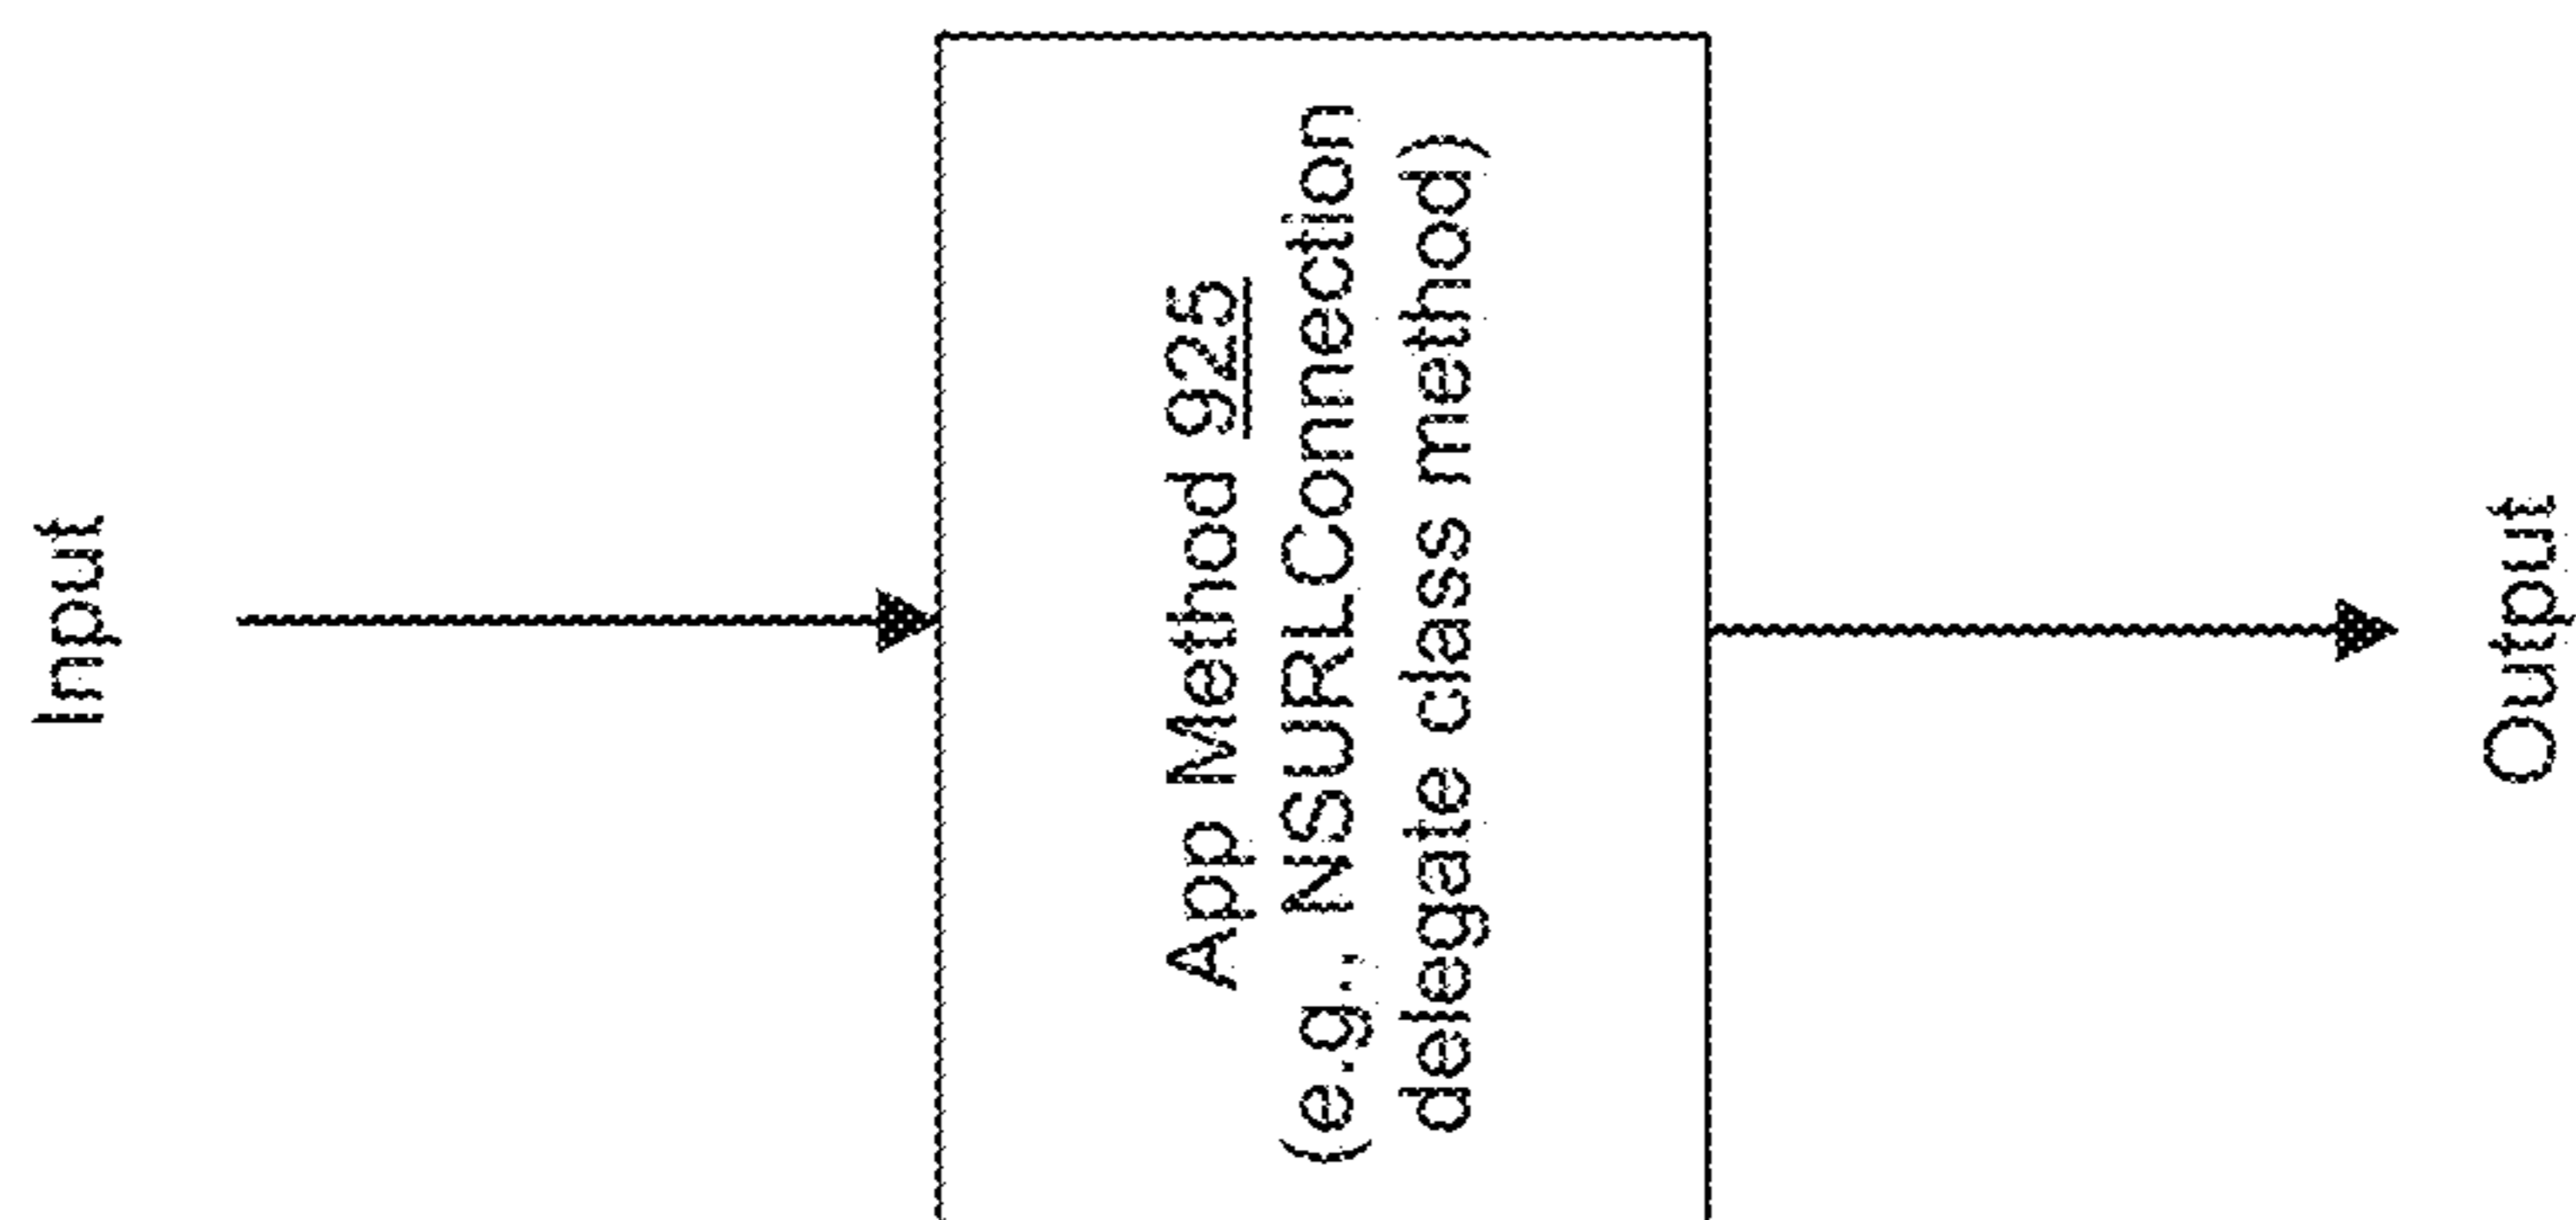 Input
App Method 925
(e.g., NSURLConnection
delegate class method)
Output